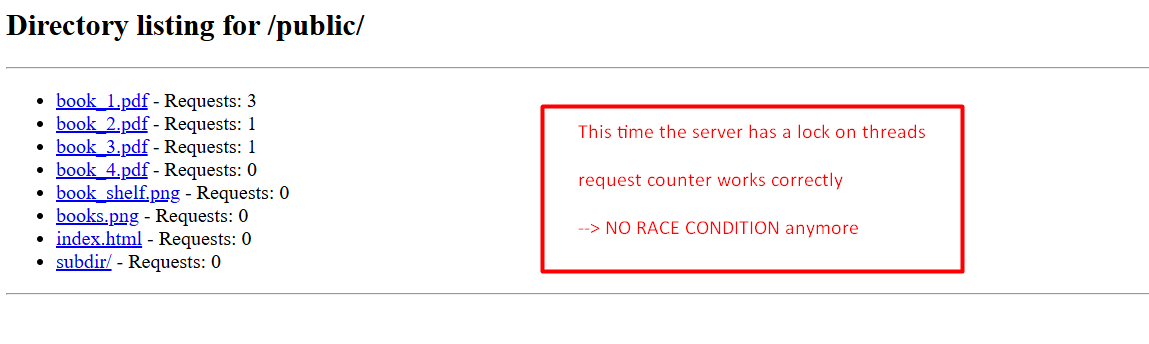 Directory listing for /public/
book_1.pdf - Requests: 3
book_2.pdf - Requests: 1
book_3.pdf - Requests: 1
book_4.pdf - Requests: 0
book_shelf.png - Requests: 0
books.png - Requests: 0
index.html - Requests: 0
subdir/ - Requests: 0
This time the server has a lock on threads
request counter works correctly
--> NO RACE CONDITION anymore